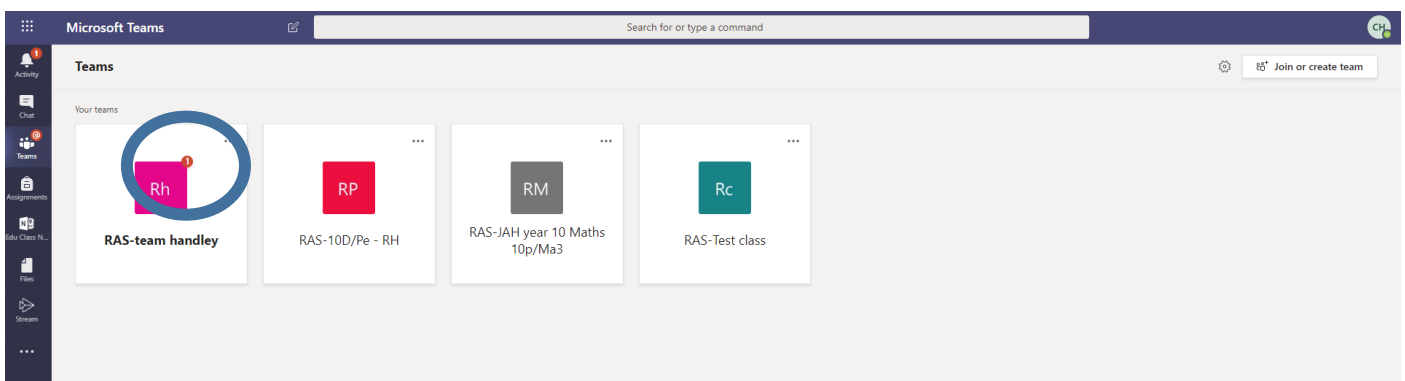 Microsoft Teams
Search for or type a command
CH
1
Activity
Teams
Join or create team
Chat
Your teams
@
Teams
1
Rh
RP
RM
Rc
Assignments
RAS-team handley
RAS-10D/Pe - RH
RAS-JAH year 10 Maths
10p/Ma3
RAS-Test class
N
Edu Class N...
Files
Stream